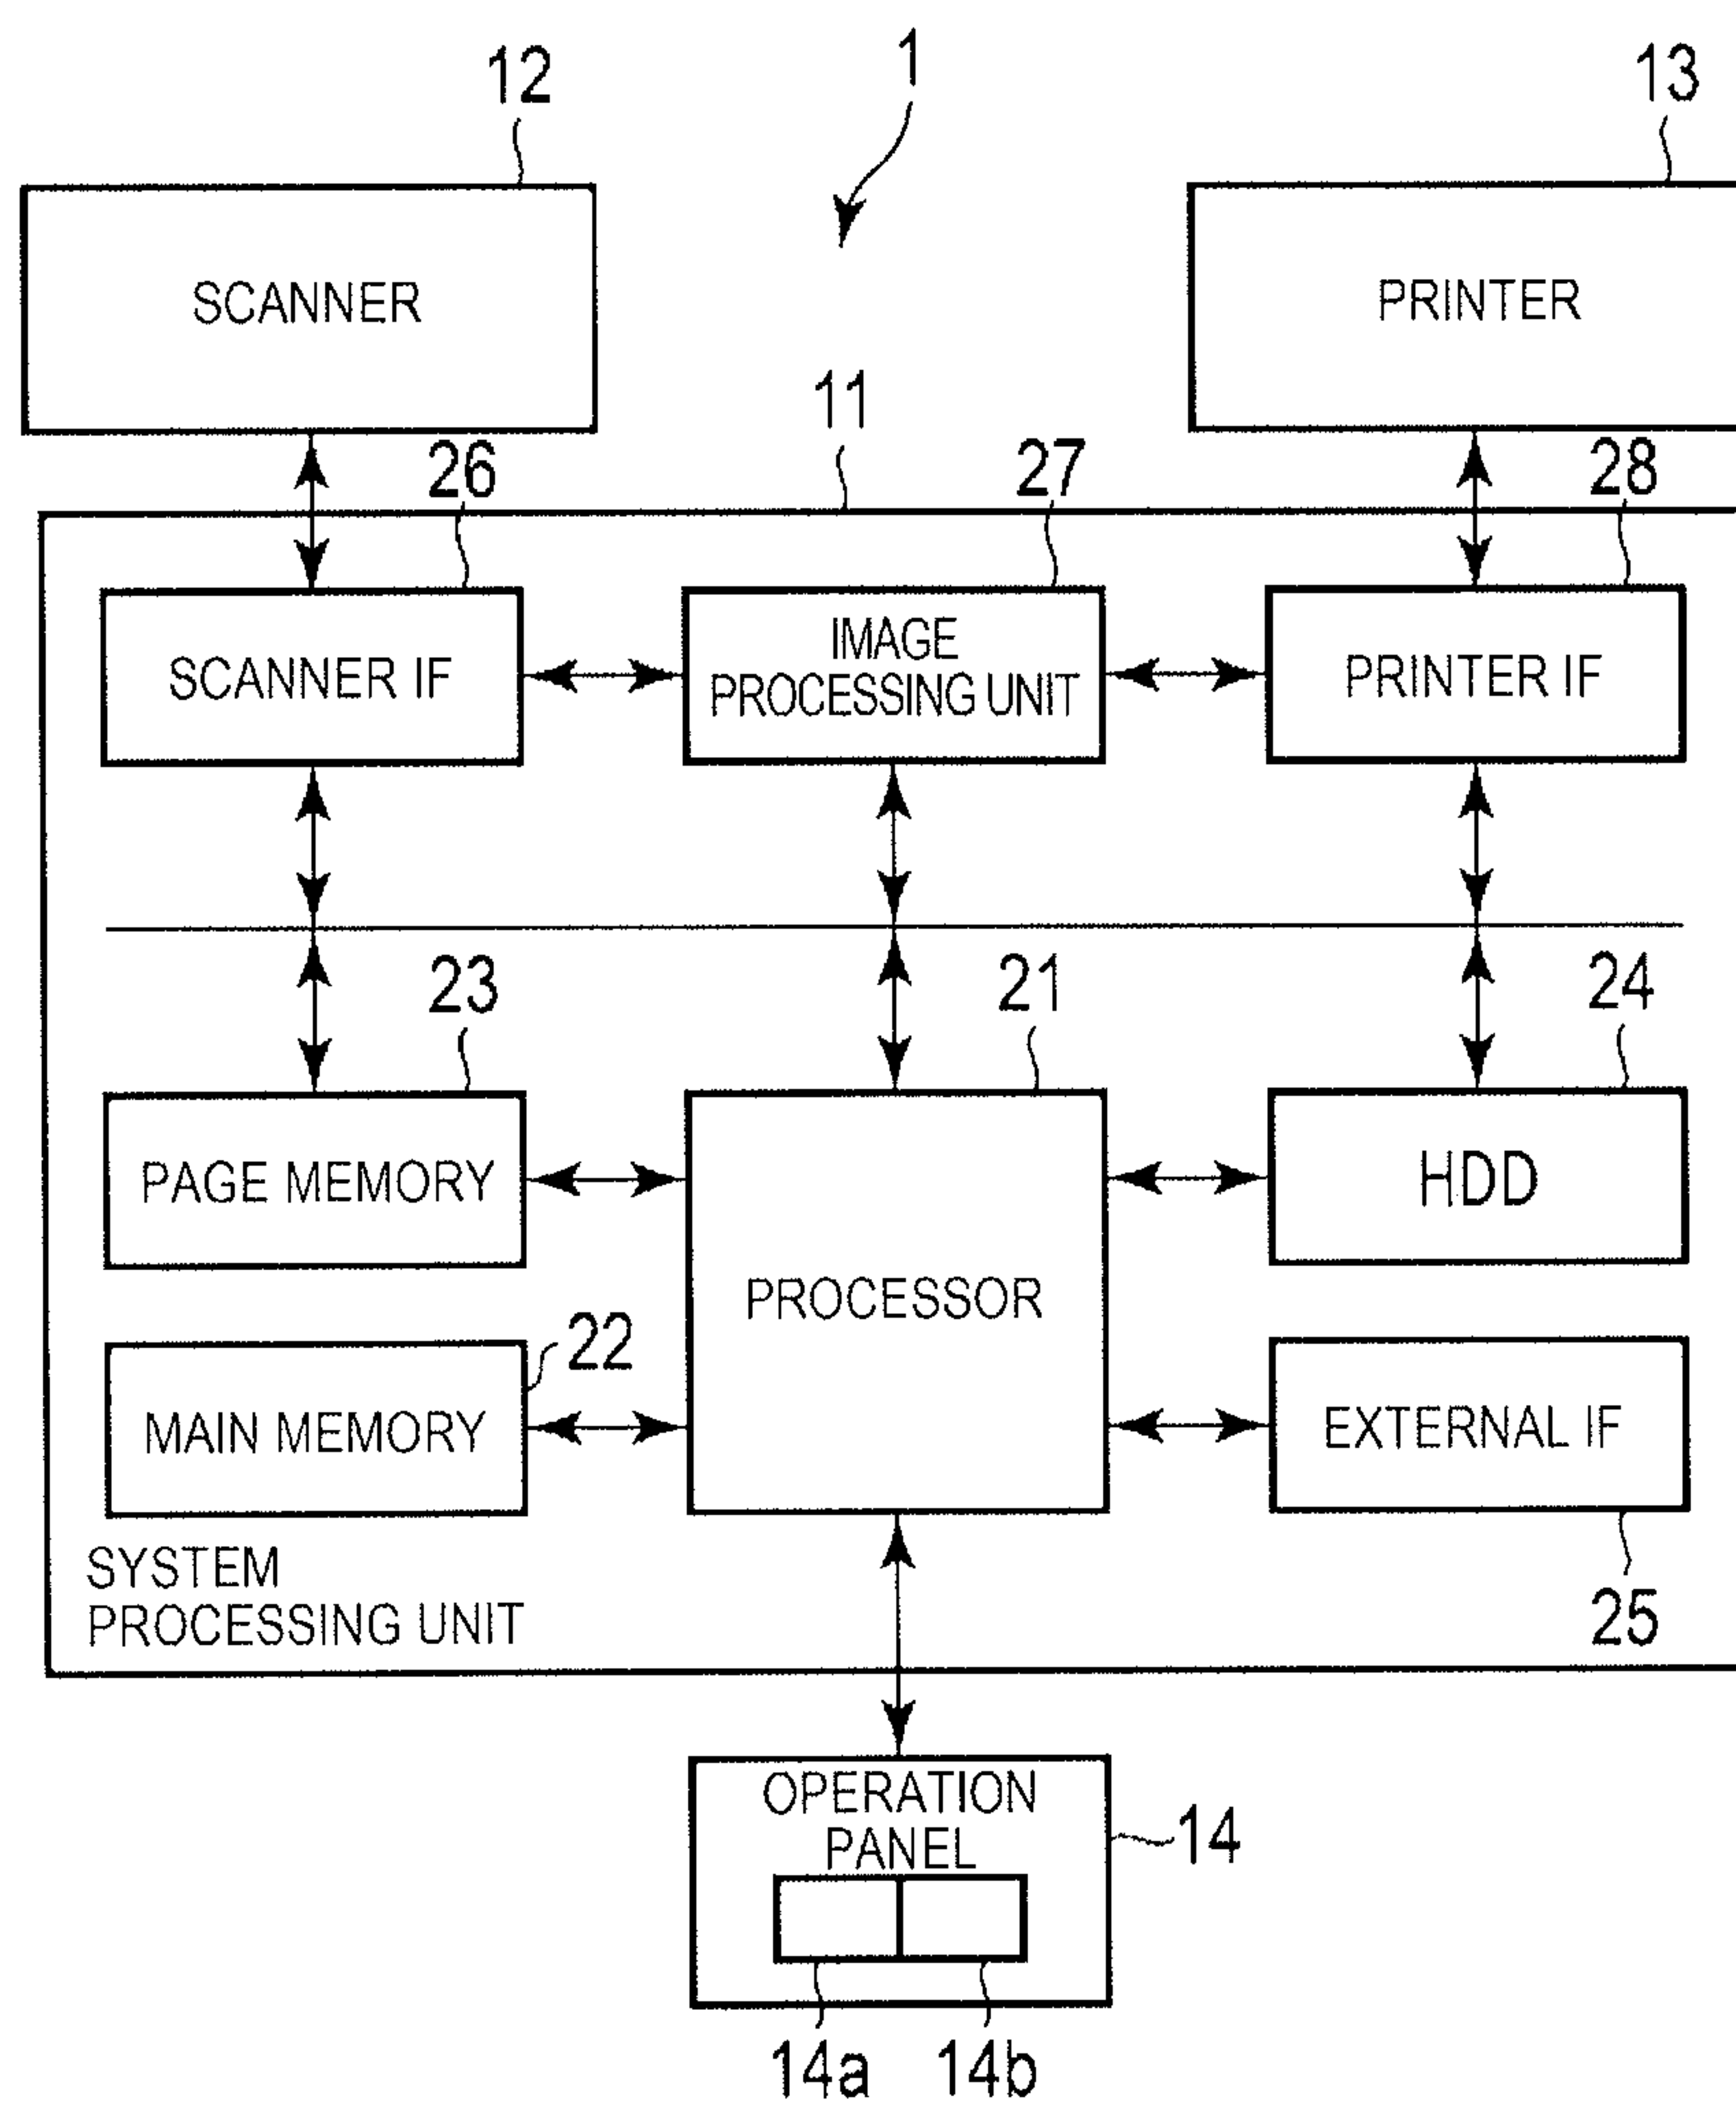 1
12
13
SCANNER
PRINTER
11
26
27
28
SCANNER IF
IMAGE
PROCESSING UNIT
PRINTER IF
23
21
24
PAGE MEMORY
PROCESSOR
HDD
22
MAIN MEMORY
EXTERNAL IF
25
SYSTEM
PROCESSING UNIT
OPERATION
PANEL
14
14a
14b